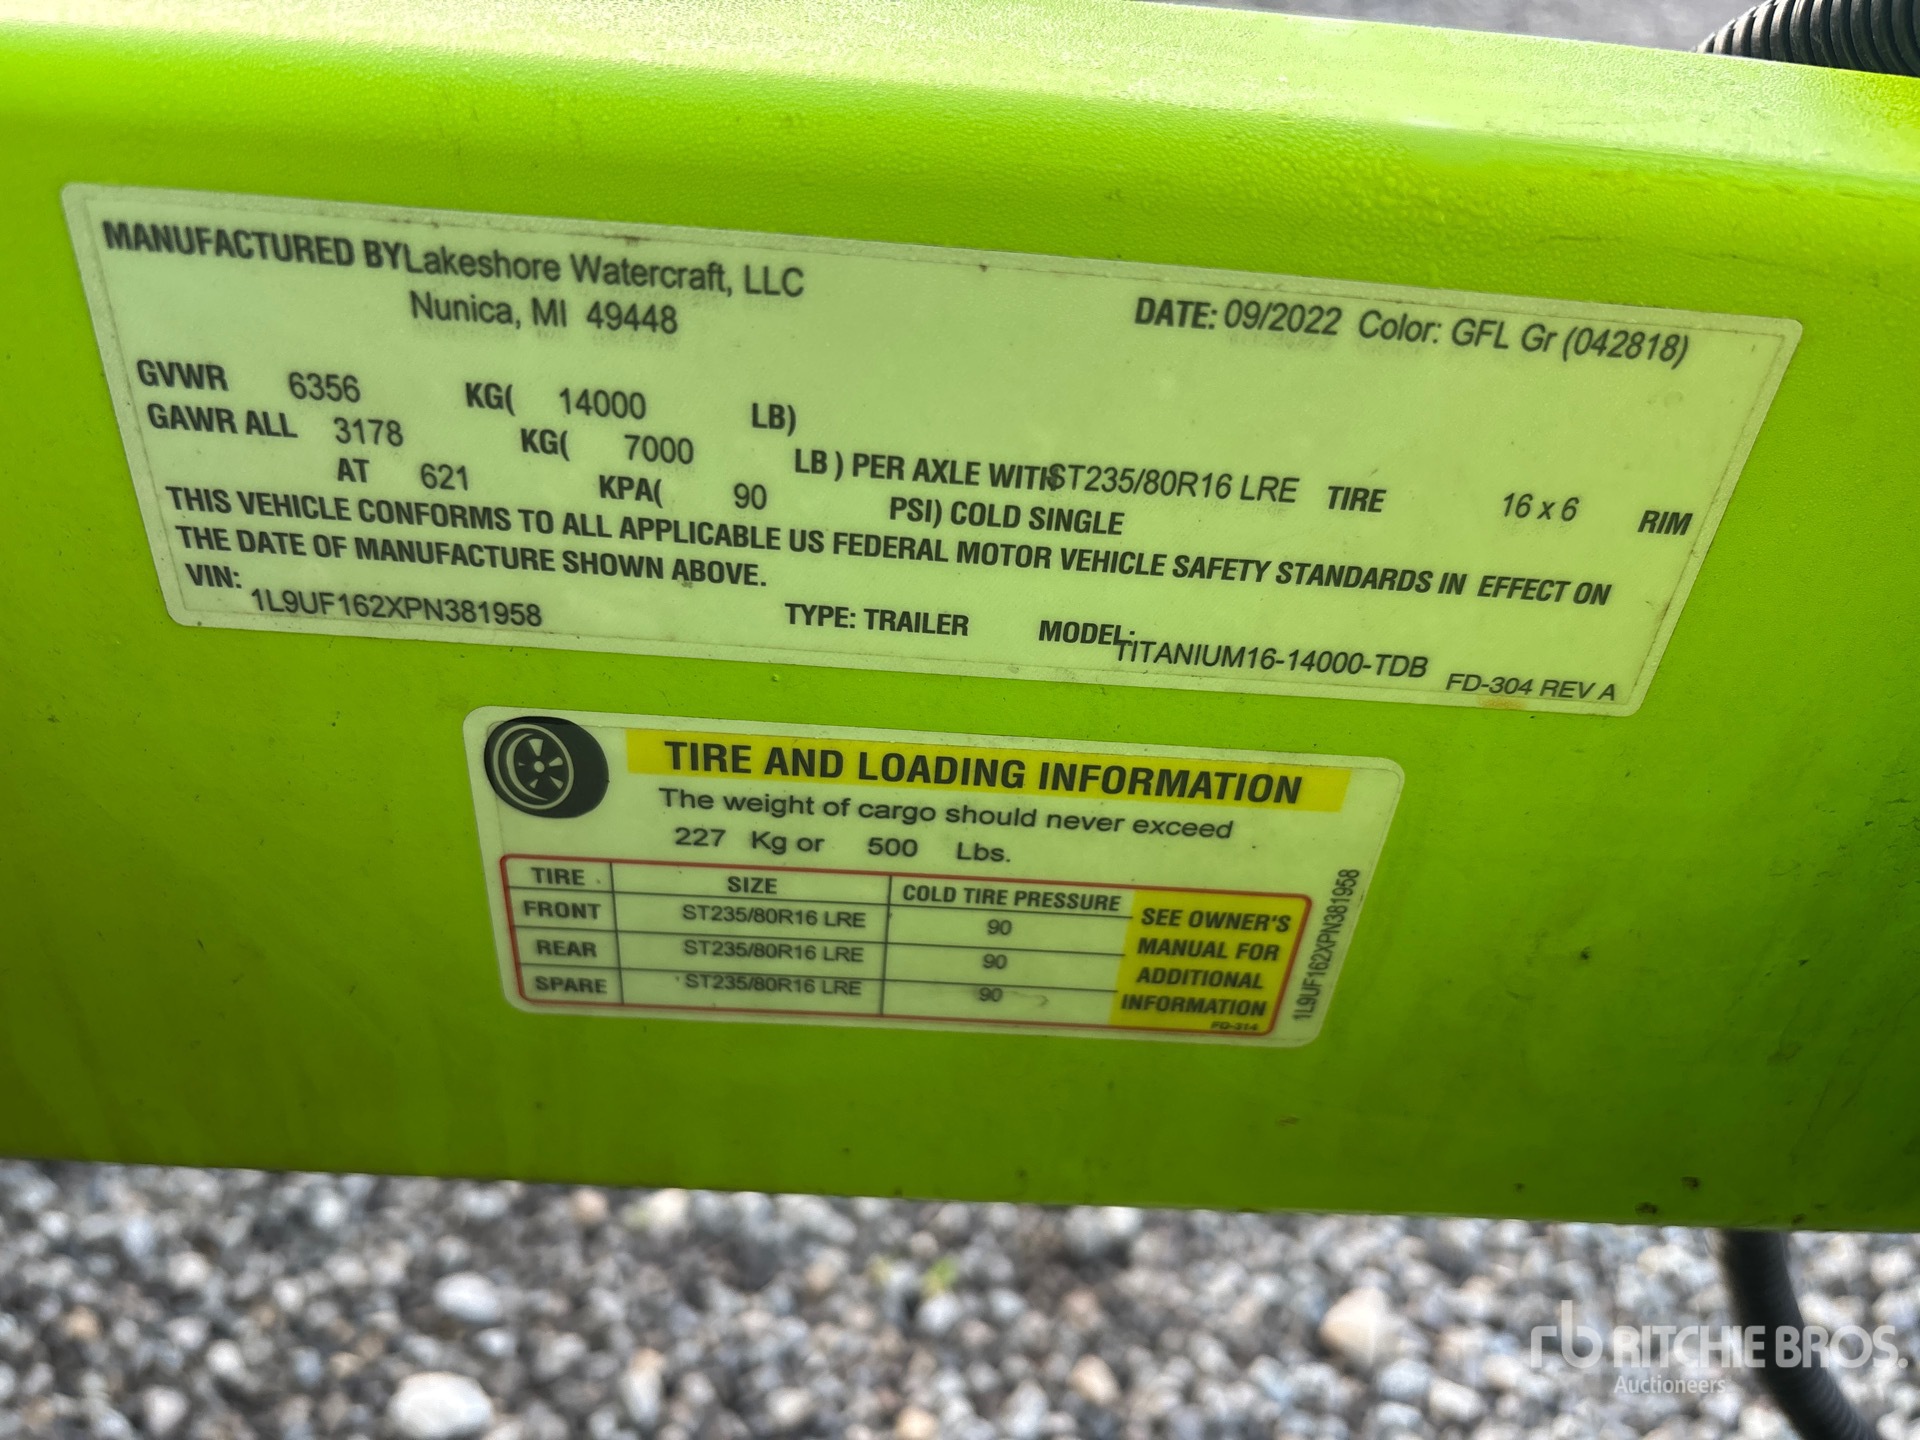 MANUFACTURED BY Lakeshore Watercraft, LLC
Nunica, MI 49448
DATE: 09/2022 Color: GFL Gr (042818)
GVWR 6356 KG( 14000 LB)
GAWR ALL 3178 KG( 7000 LB ) PER AXLE WITH ST235/80R16 LRE TIRE 16 x 6 RIM
AT 621 KPA( 90 PSI) COLD SINGLE
THIS VEHICLE CONFORMS TO ALL APPLICABLE US FEDERAL MOTOR VEHICLE SAFETY STANDARDS IN EFFECT ON
THE DATE OF MANUFACTURE SHOWN ABOVE.
VIN: 1L9UF162XPN381958 TYPE: TRAILER MODEL: TITANIUM16-14000-TDB FD-304 REV A
TIRE AND LOADING INFORMATION
The weight of cargo should never exceed
227 Kg or 500 Lbs.
TIRE SIZE COLD TIRE PRESSURE
FRONT ST235/80R16 LRE 90
REAR ST235/80R16 LRE 90
SPARE ST235/80R16 LRE 90
SEE OWNER'S
MANUAL FOR
ADDITIONAL
INFORMATION
FD-314
1L9UF162XPN381958
rb RITCHIE BROS.
Auctioneers